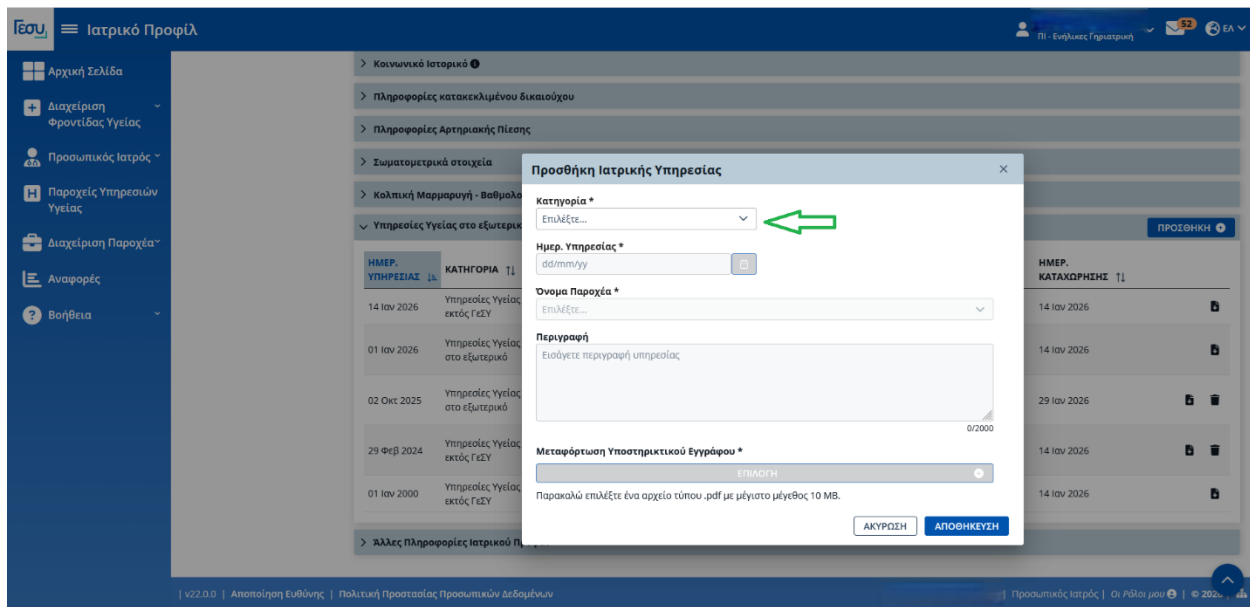 ΓΕΣΥ Ιατρικό Προφίλ
ΠΙ - Ενήλικες Γηριατρική 52 ΕΛ
Αρχική Σελίδα
Διαχείριση
Φροντίδας Υγείας
Προσωπικός Ιατρός
Παροχείς Υπηρεσιών
Υγείας
Διαχείριση Παροχέα
Αναφορές
Βοήθεια
Κοινωνικό Ιστορικό
Πληροφορίες κατακεκλιμένου δικαιούχου
Πληροφορίες Αρτηριακής Πίεσης
Σωματομετρικά στοιχεία
Κολπική Μαρμαρυγή -
Υπηρεσίες Υγείας στο
ΠΡΟΣΘΗΚΗ
ΗΜΕΡ.
ΥΠΗΡΕΣΙΑΣ
ΚΑΤΗΓΟΡΙΑ
ΗΜΕΡ.
ΚΑΤΑΧΩΡΗΣΗΣ
14 Ιαν 2026 Υπηρεσίες Υγείας
εκτός ΓεΣΥ 14 Ιαν 2026
01 Ιαν 2026 Υπηρεσίες Υγείας
στο εξωτερικό 14 Ιαν 2026
02 Οκτ 2025 Υπηρεσίες Υγείας
στο εξωτερικό 29 Ιαν 2026
29 Φεβ 2024 Υπηρεσίες Υγείας
εκτός ΓεΣΥ 14 Ιαν 2026
01 Ιαν 2000 Υπηρεσίες Υγείας
εκτός ΓεΣΥ 14 Ιαν 2026
Άλλες Πληροφορίες Ιατρικού
Προσθήκη Ιατρικής Υπηρεσίας
Κατηγορία *
Επιλέξτε...
Ημερ. Υπηρεσίας *
dd/mm/yy
Όνομα Παροχέα *
Επιλέξτε...
Περιγραφή
Εισάγετε περιγραφή υπηρεσίας
0/2000
Μεταφόρτωση Υποστηρικτικού Εγγράφου *
ΕΠΙΛΟΓΗ
Παρακαλώ επιλέξτε ένα αρχείο τύπου .pdf με μέγιστο μέγεθος 10 MB.
ΑΚΥΡΩΣΗ ΑΠΟΘΗΚΕΥΣΗ
| v22.0.0 | Αποποίηση Ευθύνης | Πολιτική Προστασίας Προσωπικών Δεδομένων | Προσωπικός Ιατρός | Οι Ρόλοι μου | ©